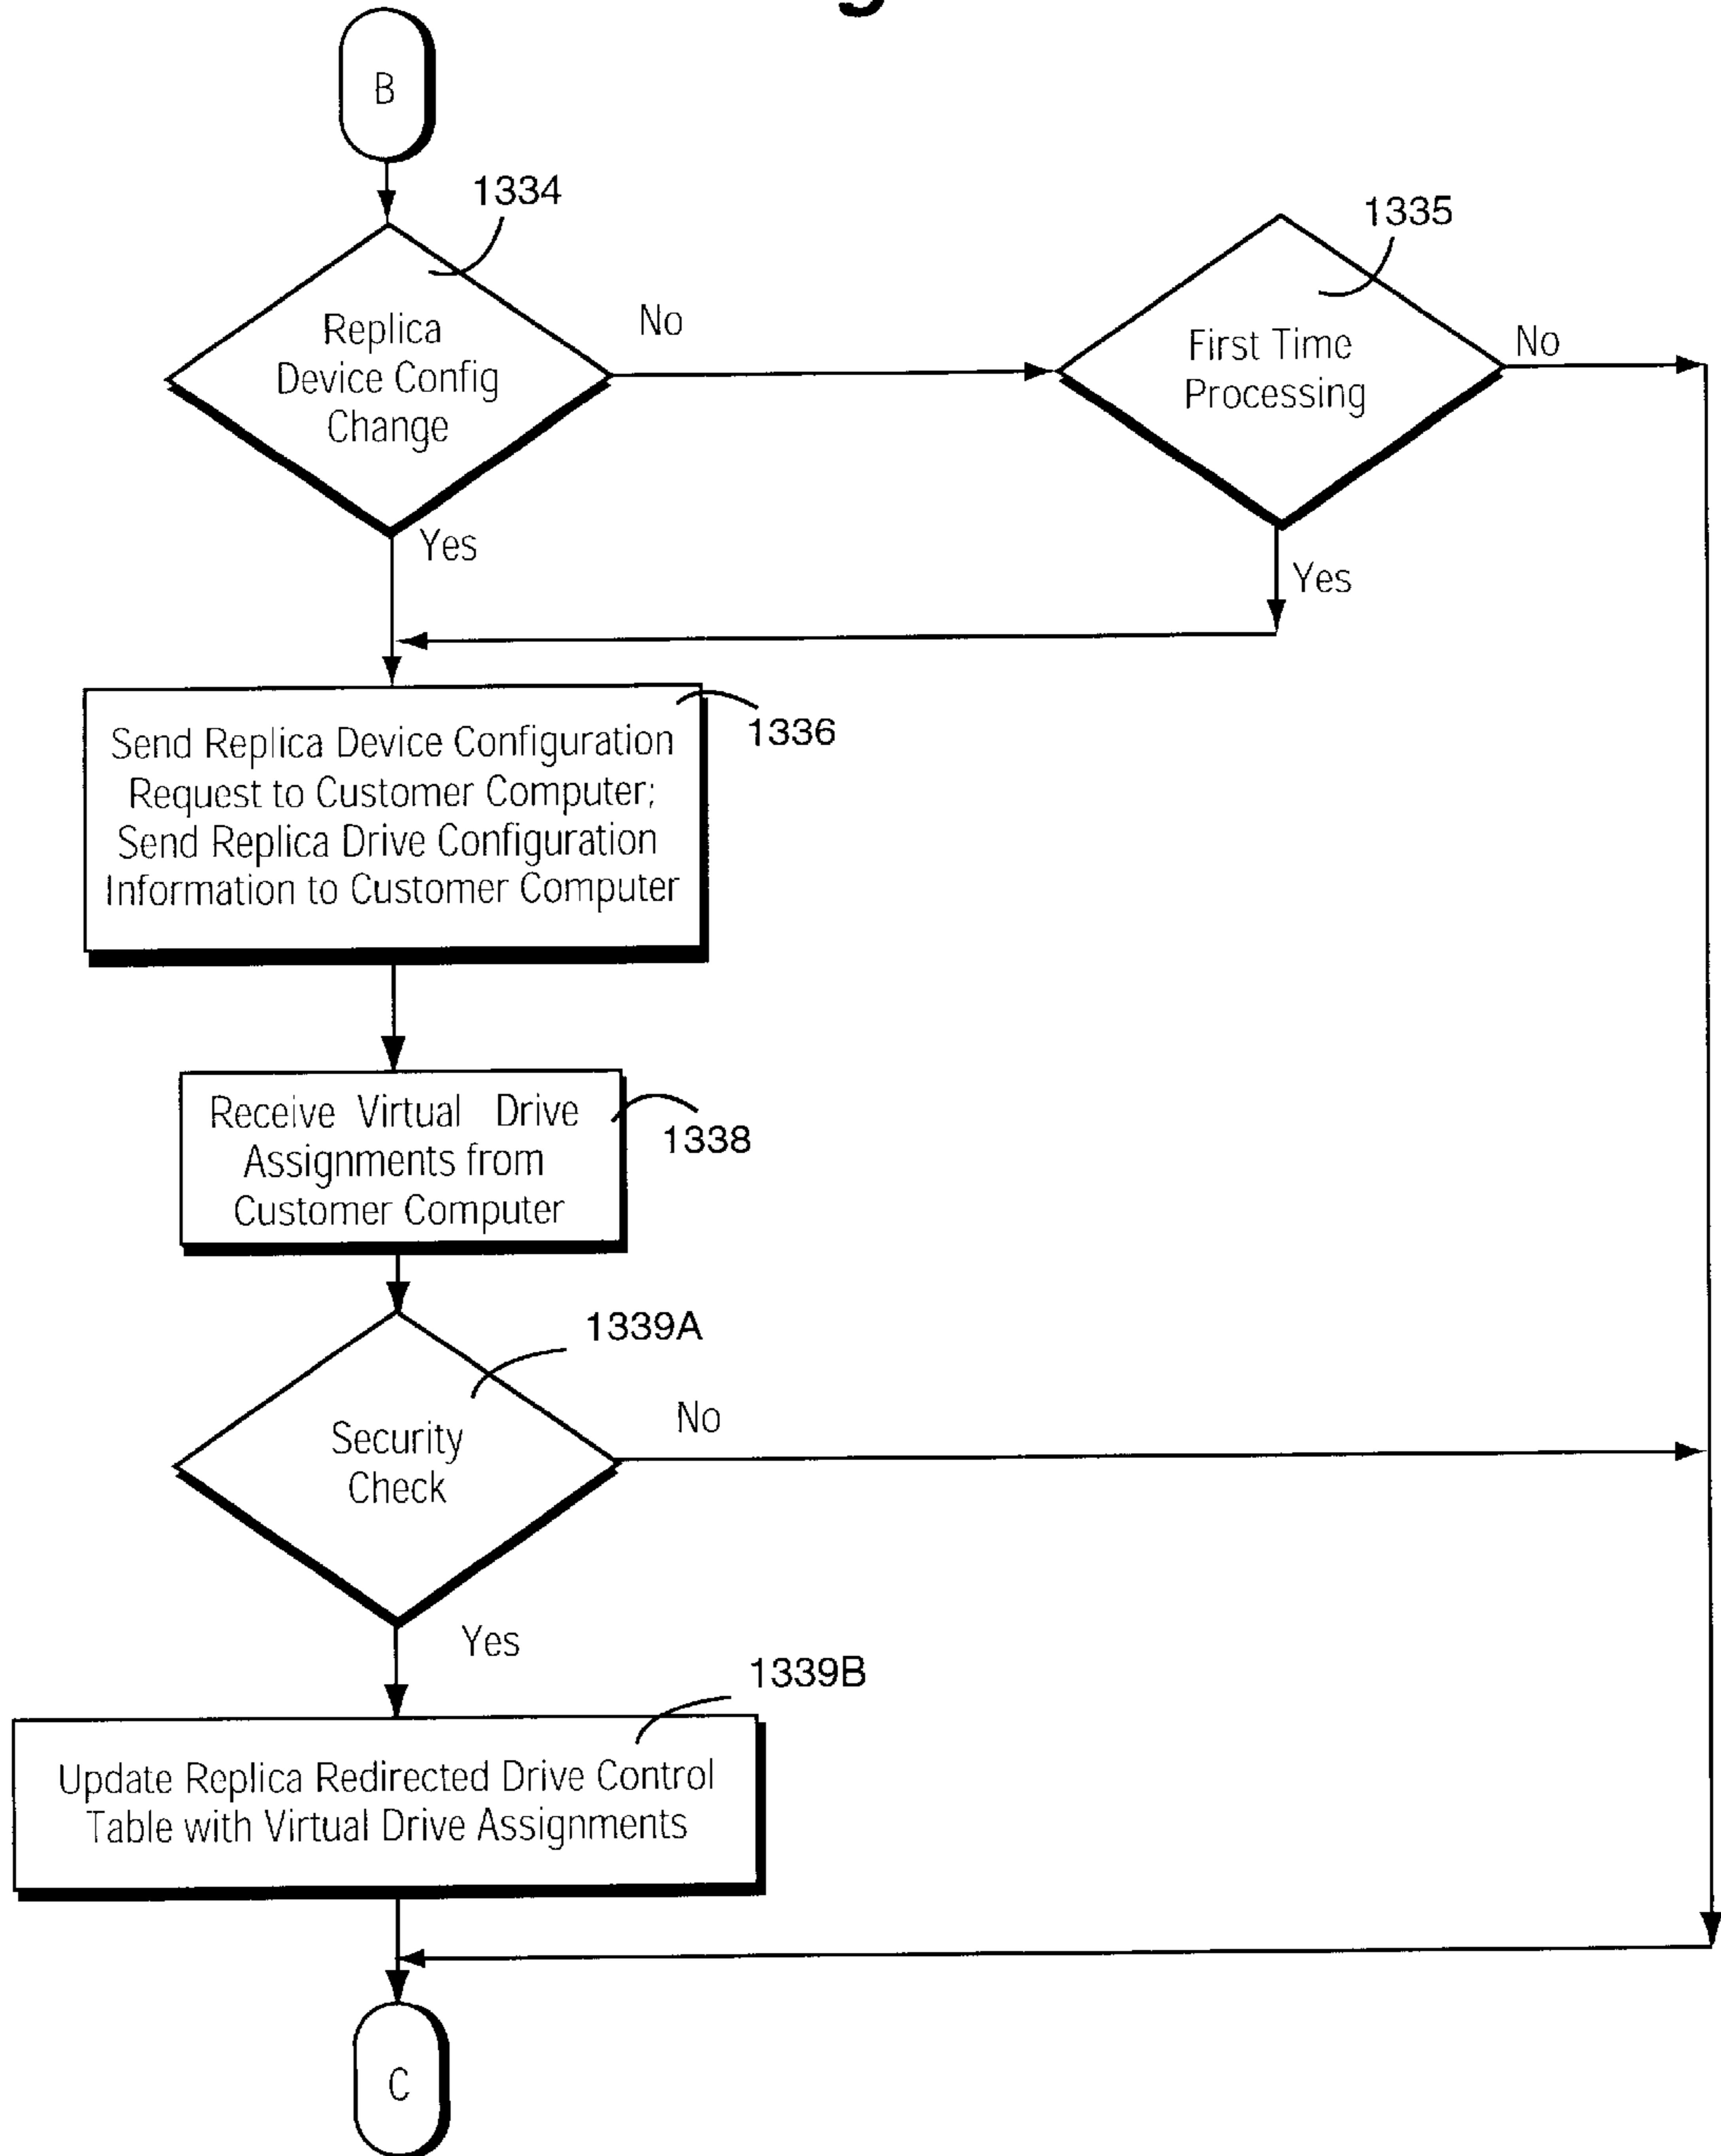 B
1334
1335
Replica
Device Config
Change
No
First Time
Processing
No
Yes
Yes
1336
Send Replica Device Configuration
Request to Customer Computer;
Send Replica Drive Configuration
Information to Customer Computer
Receive Virtual Drive
Assignments from
Customer Computer
1338
1339A
Security
Check
No
Yes
1339B
Update Replica Redirected Drive Control
Table with Virtual Drive Assignments
C